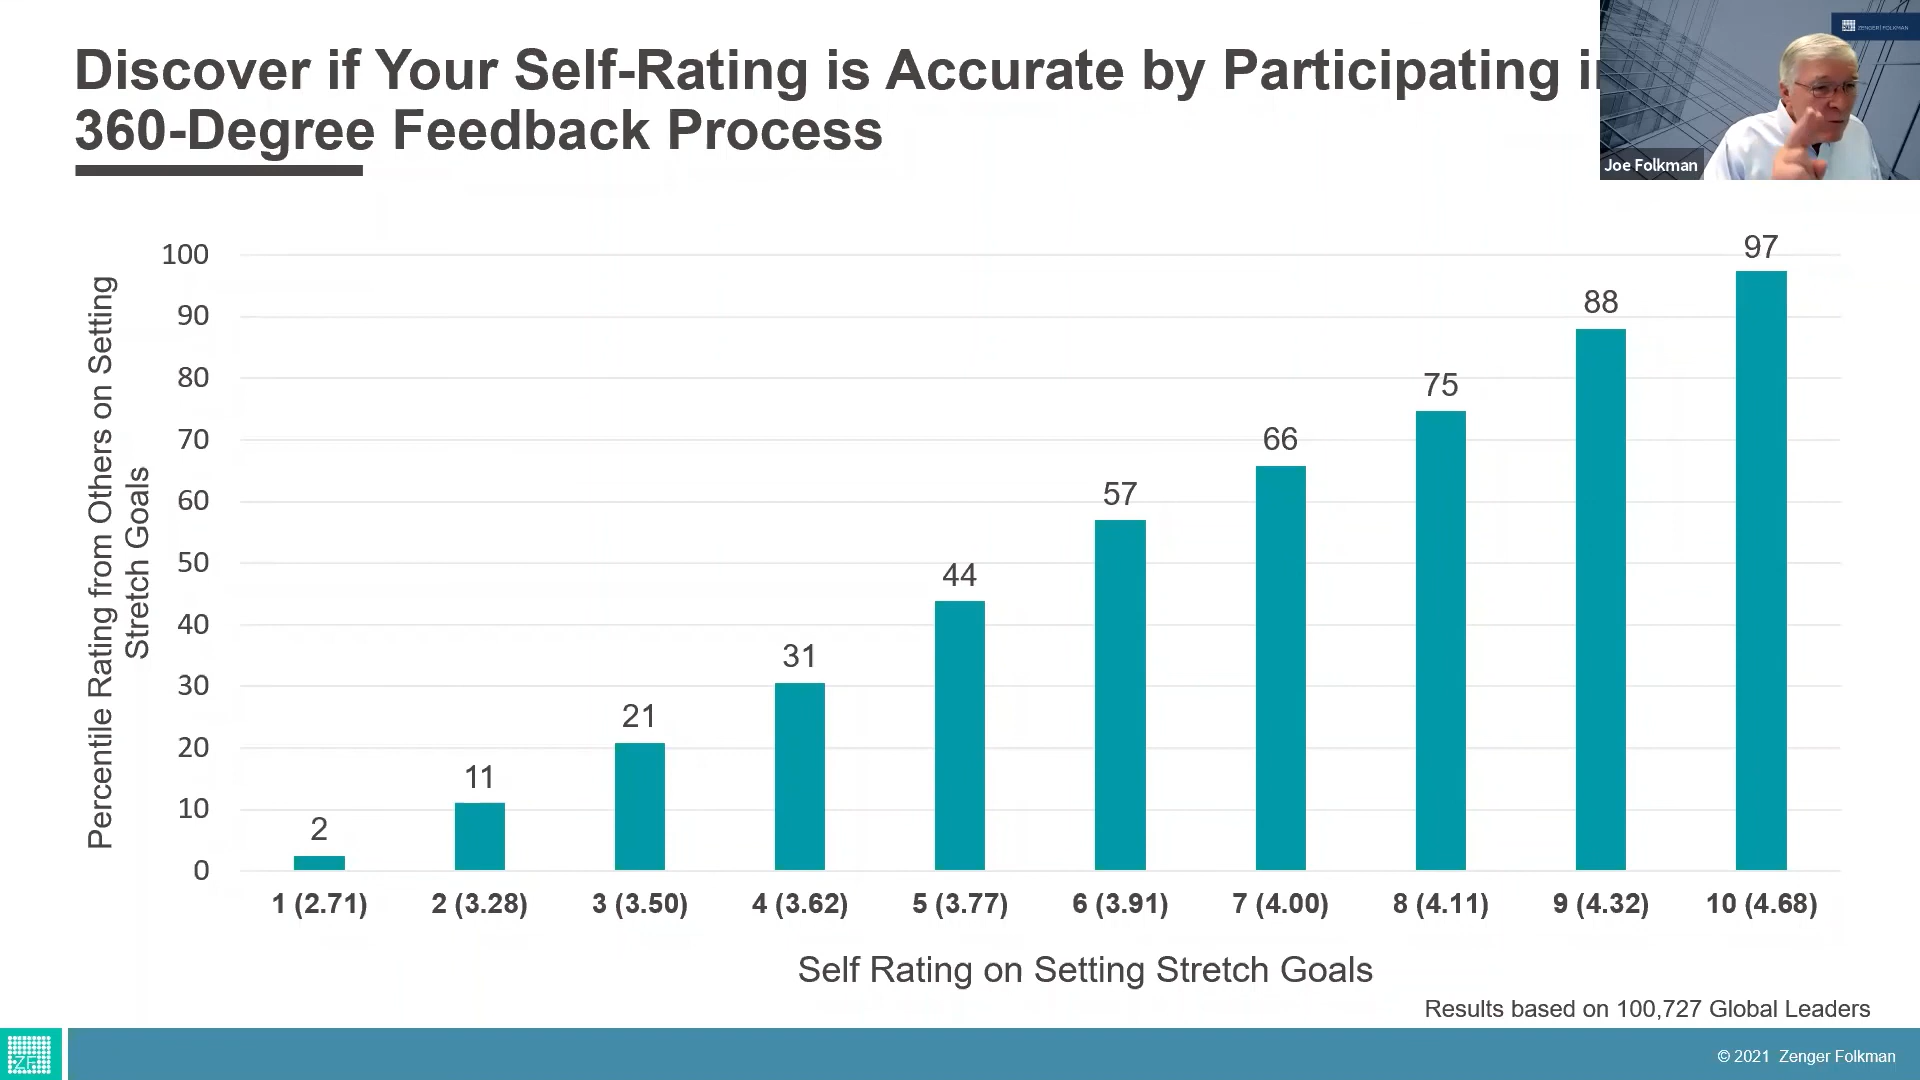 Discover if Your Self-Rating is Accurate by Participating
360-Degree Feedback Process
ZENGER FOLKMAN
Joe Folkman
Percentile Rating from Others on Setting
Stretch Goals
100
90
80
70
60
50
40
30
20
10
0
2
11
21
31
44
57
66
75
88
97
1 (2.71) 2 (3.28) 3 (3.50) 4 (3.62) 5 (3.77) 6 (3.91) 7 (4.00) 8 (4.11) 9 (4.32) 10 (4.68)
Self Rating on Setting Stretch Goals
Results based on 100,727 Global Leaders
ZF
© 2021 Zenger Folkman